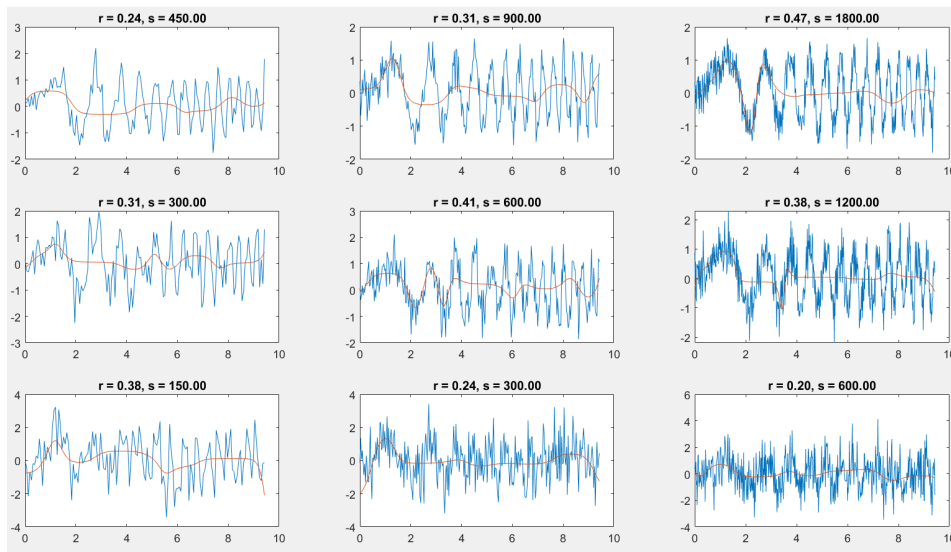 r = 0.24, s = 450.00
3
2
1
0
-1
-2
0 2 4 6 8 10
r = 0.31, s = 900.00
2
1
0
-1
-2
0 2 4 6 8 10
r = 0.47, s = 1800.00
2
1
0
-1
-2
0 2 4 6 8 10
r = 0.31, s = 300.00
2
1
0
-1
-2
-3
0 2 4 6 8 10
r = 0.41, s = 600.00
3
2
1
0
-1
-2
0 2 4 6 8 10
r = 0.38, s = 1200.00
2
1
0
-1
-2
0 2 4 6 8 10
r = 0.38, s = 150.00
4
2
0
-2
-4
0 2 4 6 8 10
r = 0.24, s = 300.00
4
2
0
-2
-4
0 2 4 6 8 10
r = 0.20, s = 600.00
6
4
2
0
-2
-4
0 2 4 6 8 10